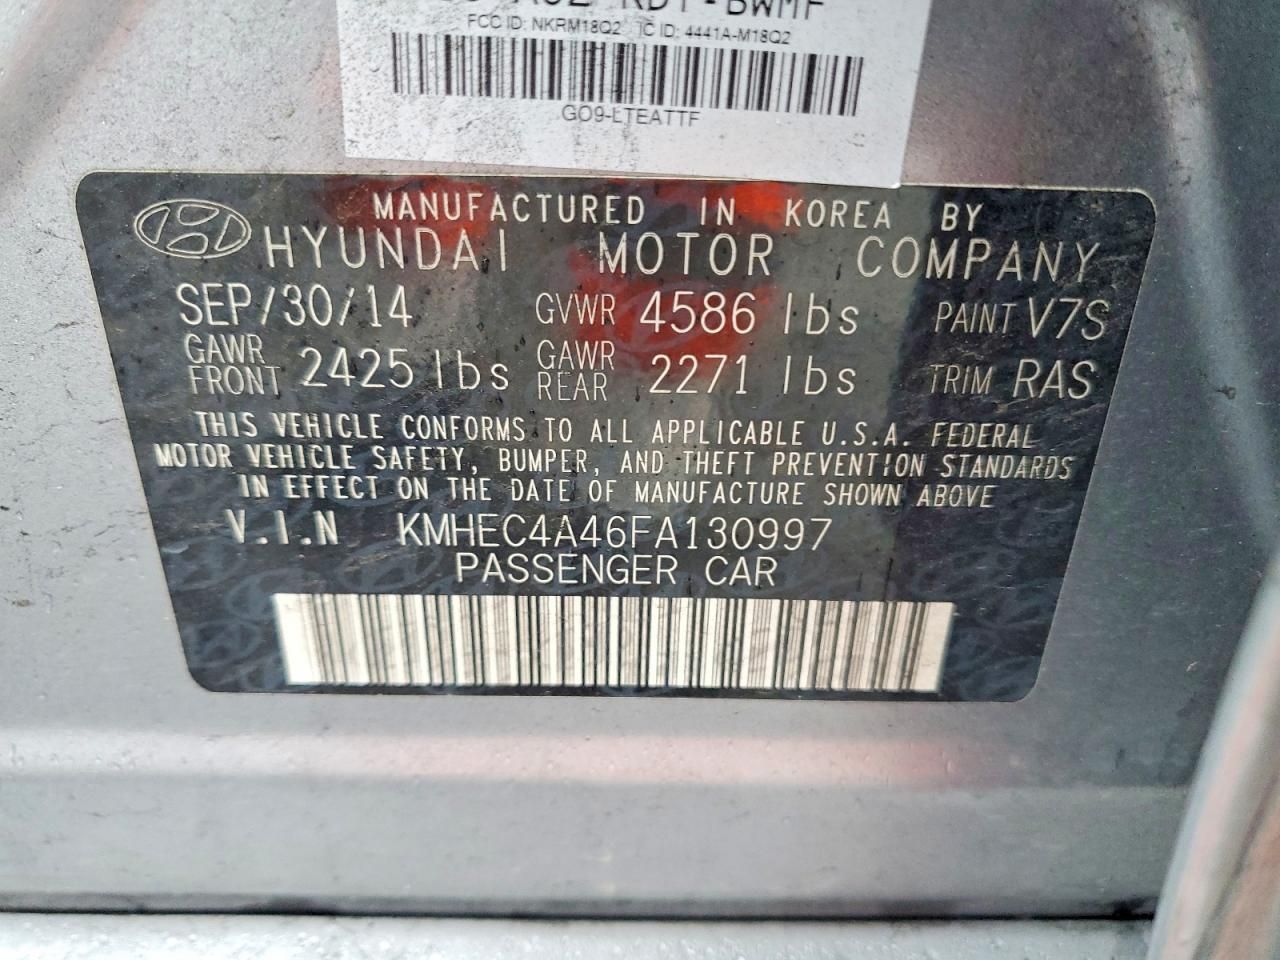 FCC ID: NKRM18Q2 IC ID: 4441A-M18Q2
GO9-LTEATTF
MANUFACTURED IN KOREA BY
HYUNDAI MOTOR COMPANY
SEP/30/14 GVWR 4586 lbs PAINT V7S
GAWR FRONT 2425 lbs GAWR REAR 2271 lbs TRIM RAS
THIS VEHICLE CONFORMS TO ALL APPLICABLE U.S.A. FEDERAL
MOTOR VEHICLE SAFETY, BUMPER, AND THEFT PREVENTION STANDARDS
IN EFFECT ON THE DATE OF MANUFACTURE SHOWN ABOVE
V.I.N KMHEC4A46FA130997
PASSENGER CAR